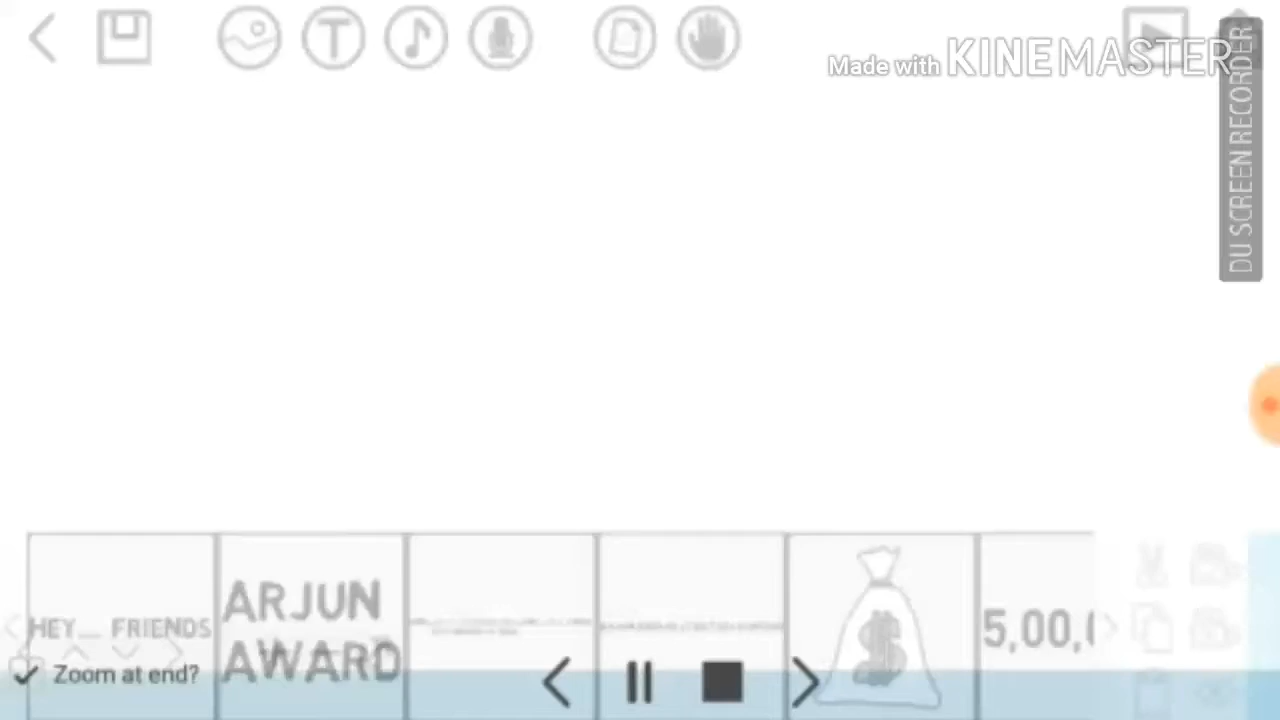 Made with KINEMASTER
DU SCREEN RECORDER
HEY... FRIENDS
ARJUN
AWARD
5,00,
Zoom at end?